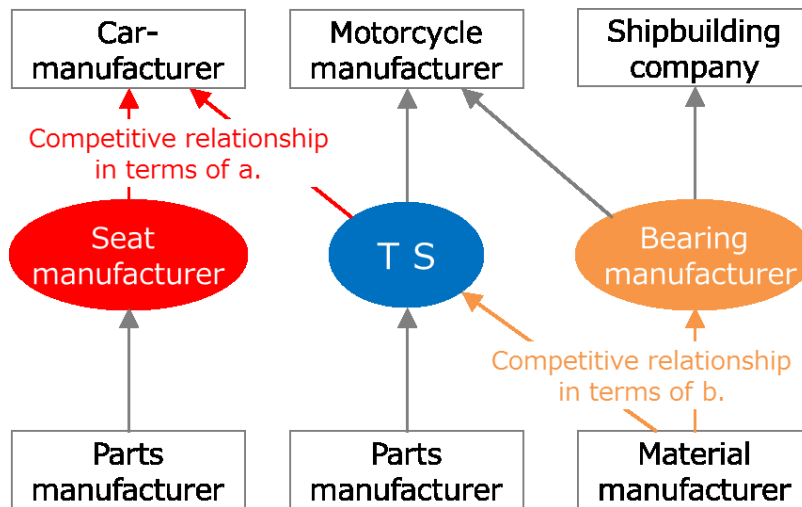 Car-
manufacturer
Motorcycle
manufacturer
Shipbuilding
company
Competitive relationship
in terms of a.
Seat
manufacturer
T S
Bearing
manufacturer
Competitive relationship
in terms of b.
Parts
manufacturer
Parts
manufacturer
Material
manufacturer